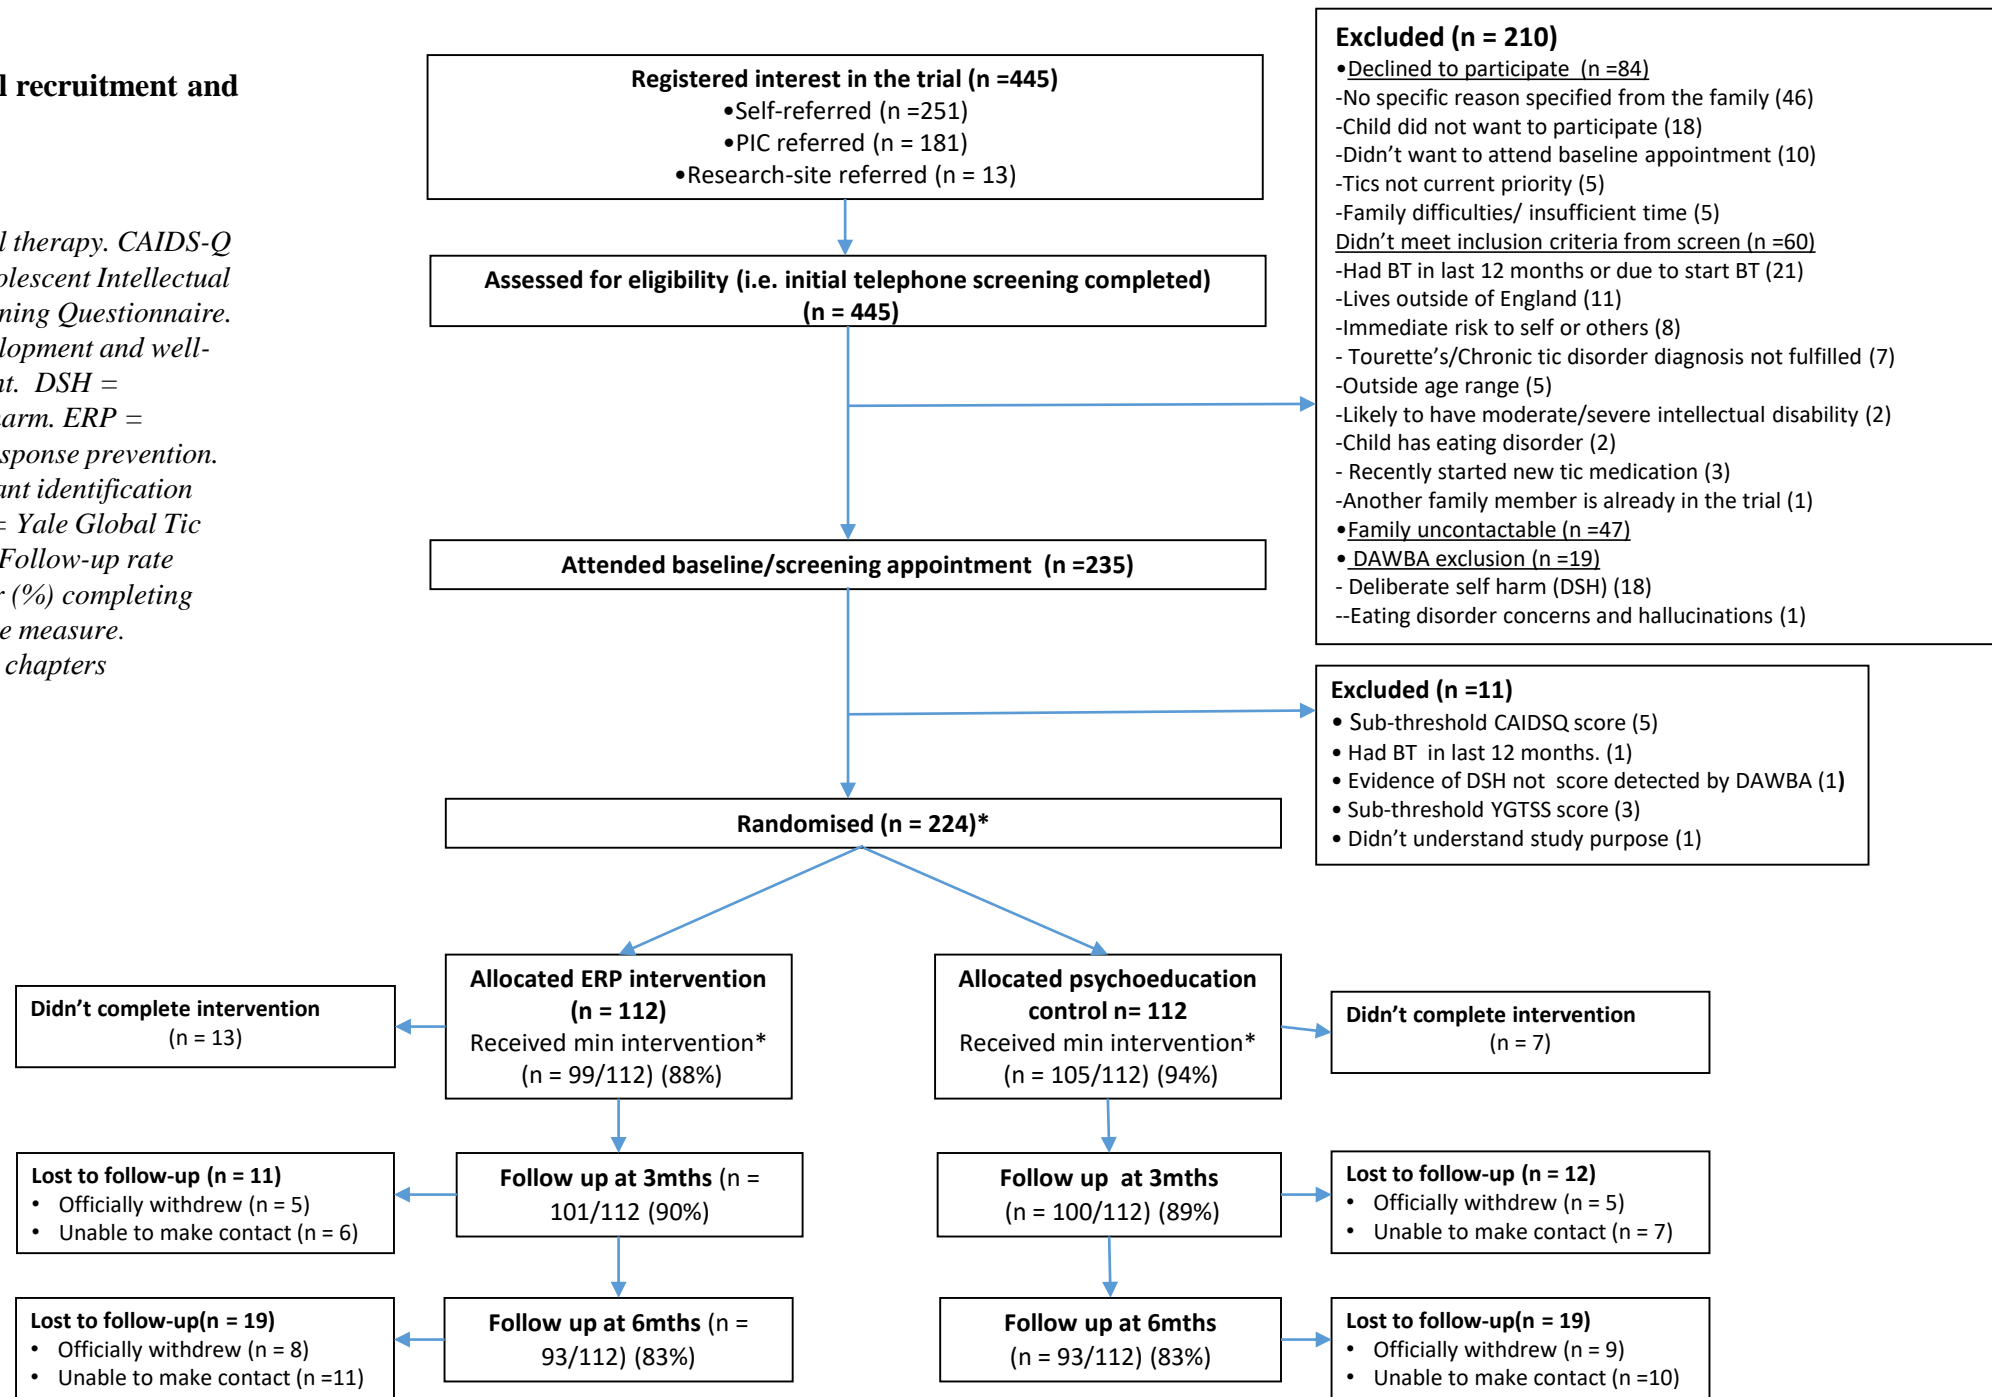 l recruitment and
l therapy. CAIDS-Q
olescent Intellectual
ning Questionnaire.
lopment and well-
nt.  DSH =
harm. ERP =
sponse prevention.
ant identification
= Yale Global Tic
Follow-up rate
r (%) completing
e measure.
chapters
Registered interest in the trial (n =445)
•Self-referred (n =251)
•PIC referred (n = 181)
•Research-site referred (n = 13)
Assessed for eligibility (i.e. initial telephone screening completed)
(n = 445)
Excluded (n = 210)
•Declined to participate  (n =84)
-No specific reason specified from the family (46)
-Child did not want to participate (18)
-Didn't want to attend baseline appointment (10)
-Tics not current priority (5)
-Family difficulties/ insufficient time (5)
Didn't meet inclusion criteria from screen (n =60)
-Had BT in last 12 months or due to start BT (21)
-Lives outside of England (11)
-Immediate risk to self or others (8)
- Tourette's/Chronic tic disorder diagnosis not fulfilled (7)
-Outside age range (5)
-Likely to have moderate/severe intellectual disability (2)
-Child has eating disorder (2)
- Recently started new tic medication (3)
-Another family member is already in the trial (1)
•Family uncontactable (n =47)
• DAWBA exclusion (n =19)
- Deliberate self harm (DSH) (18)
--Eating disorder concerns and hallucinations (1)
Attended baseline/screening appointment  (n =235)
Excluded (n =11)
• Sub-threshold CAIDSQ score (5)
• Had BT  in last 12 months. (1)
• Evidence of DSH not  score detected by DAWBA (1)
• Sub-threshold YGTSS score (3)
• Didn't understand study purpose (1)
Randomised (n = 224)*
Allocated ERP intervention
(n = 112)
Received min intervention*
(n = 99/112) (88%)
Didn't complete intervention
(n = 13)
Allocated psychoeducation
control n= 112
Received min intervention*
(n = 105/112) (94%)
Didn't complete intervention
(n = 7)
Lost to follow-up (n = 11)
• Officially withdrew (n = 5)
• Unable to make contact (n = 6)
Follow up at 3mths (n =
101/112 (90%)
Follow up  at 3mths
(n = 100/112) (89%)
Lost to follow-up (n = 12)
• Officially withdrew (n = 5)
• Unable to make contact (n = 7)
Lost to follow-up(n = 19)
• Officially withdrew (n = 8)
• Unable to make contact (n =11)
Follow up at 6mths (n =
93/112) (83%)
Follow up at 6mths
(n = 93/112) (83%)
Lost to follow-up(n = 19)
• Officially withdrew (n = 9)
• Unable to make contact (n =10)